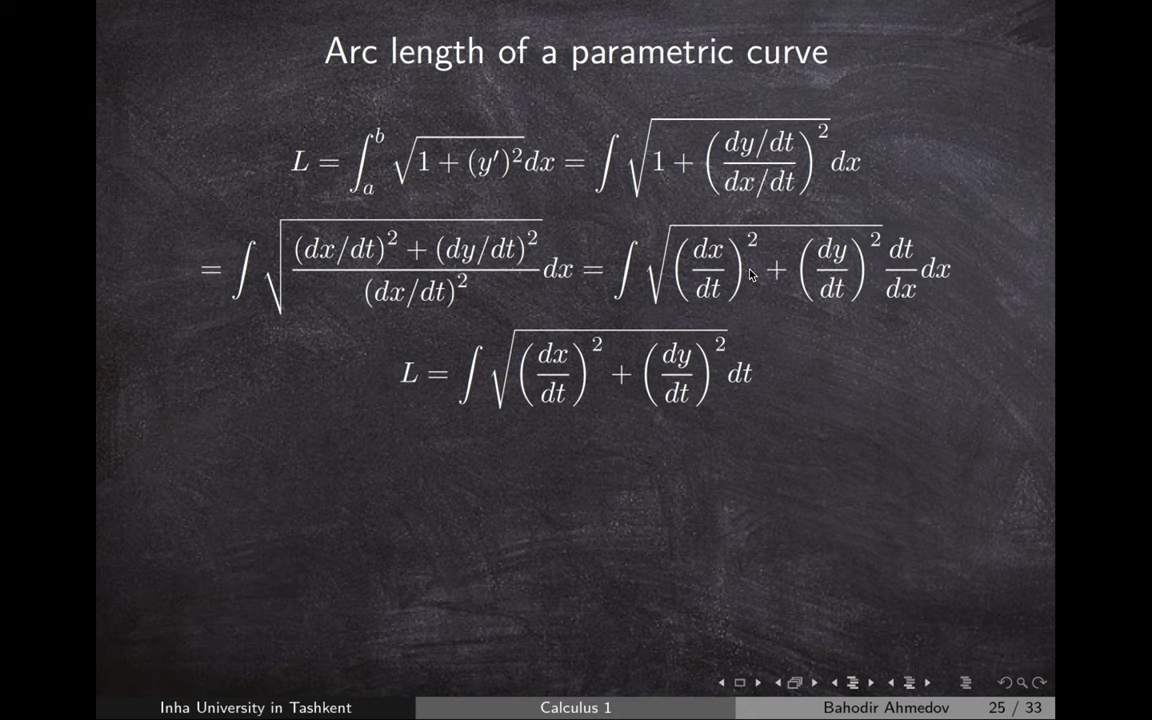 Arc length of a parametric curve
L = ∫_a^b √(1 + (y′)²) dx = ∫ √(1 + ((dy/dt)/(dx/dt))²) dx
= ∫ √(((dx/dt)² + (dy/dt)²)/(dx/dt)²) dx = ∫ √((dx/dt)² + (dy/dt)²) dt/dx dx
L = ∫ √((dx/dt)² + (dy/dt)²) dt
Inha University in Tashkent Calculus 1 Bahodir Ahmedov 25 / 33